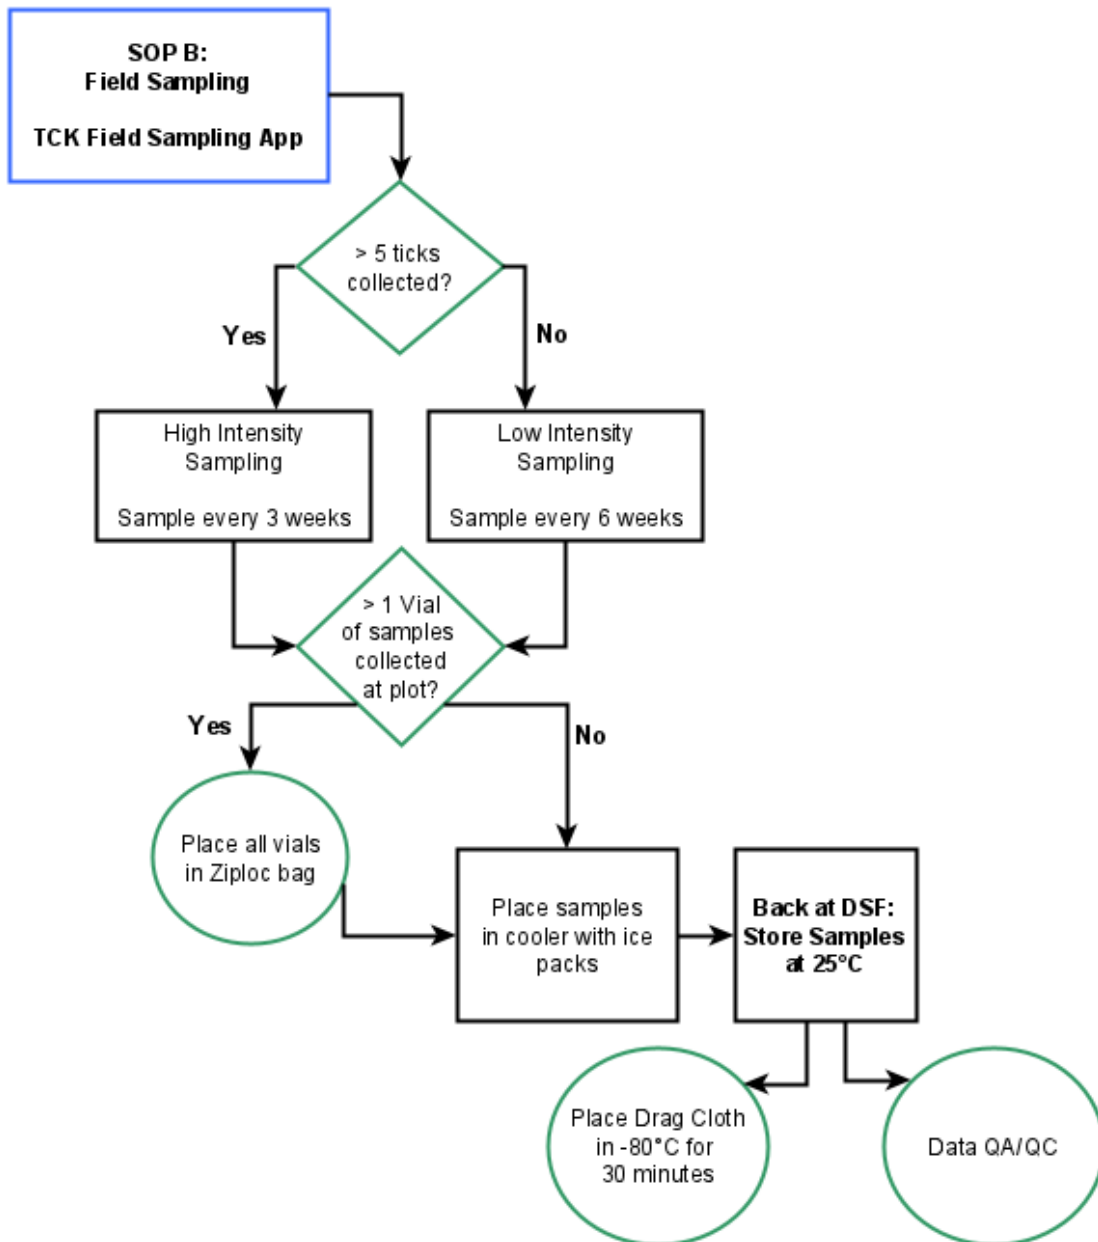 SOP B:
Field Sampling
TCK Field Sampling App
> 5 ticks
collected?
Yes
No
High Intensity
Sampling
Sample every 3 weeks
Low Intensity
Sampling
Sample every 6 weeks
> 1 Vial
of samples
collected
at plot?
Yes
No
Place all vials
in Ziploc bag
Place samples
in cooler with ice
packs
Back at DSF:
Store Samples
at 25°C
Place Drag Cloth
in -80°C for
30 minutes
Data QA/QC